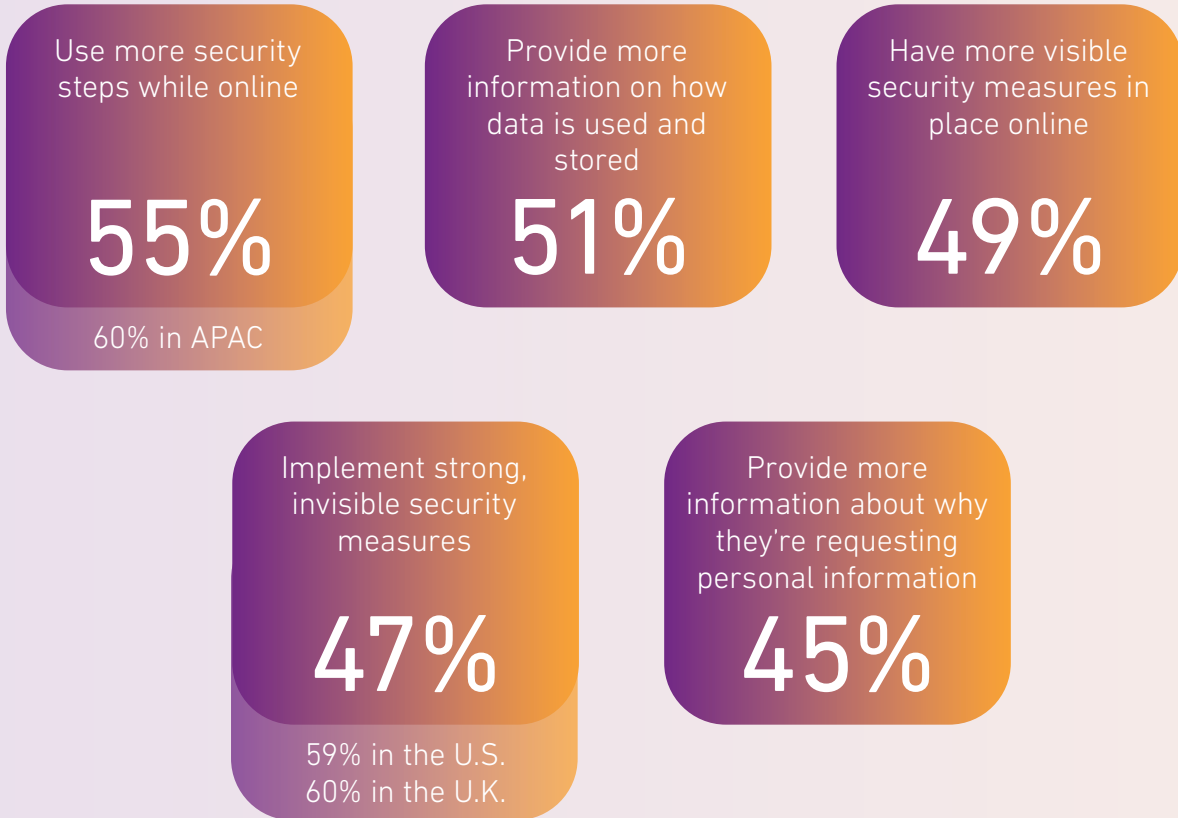 Use more security
steps while online
55%
60% in APAC
Provide more
information on how
data is used and
stored
51%
Have more visible
security measures in
place online
49%
Implement strong,
invisible security
measures
47%
59% in the U.S.
60% in the U.K.
Provide more
information about why
they're requesting
personal information
45%